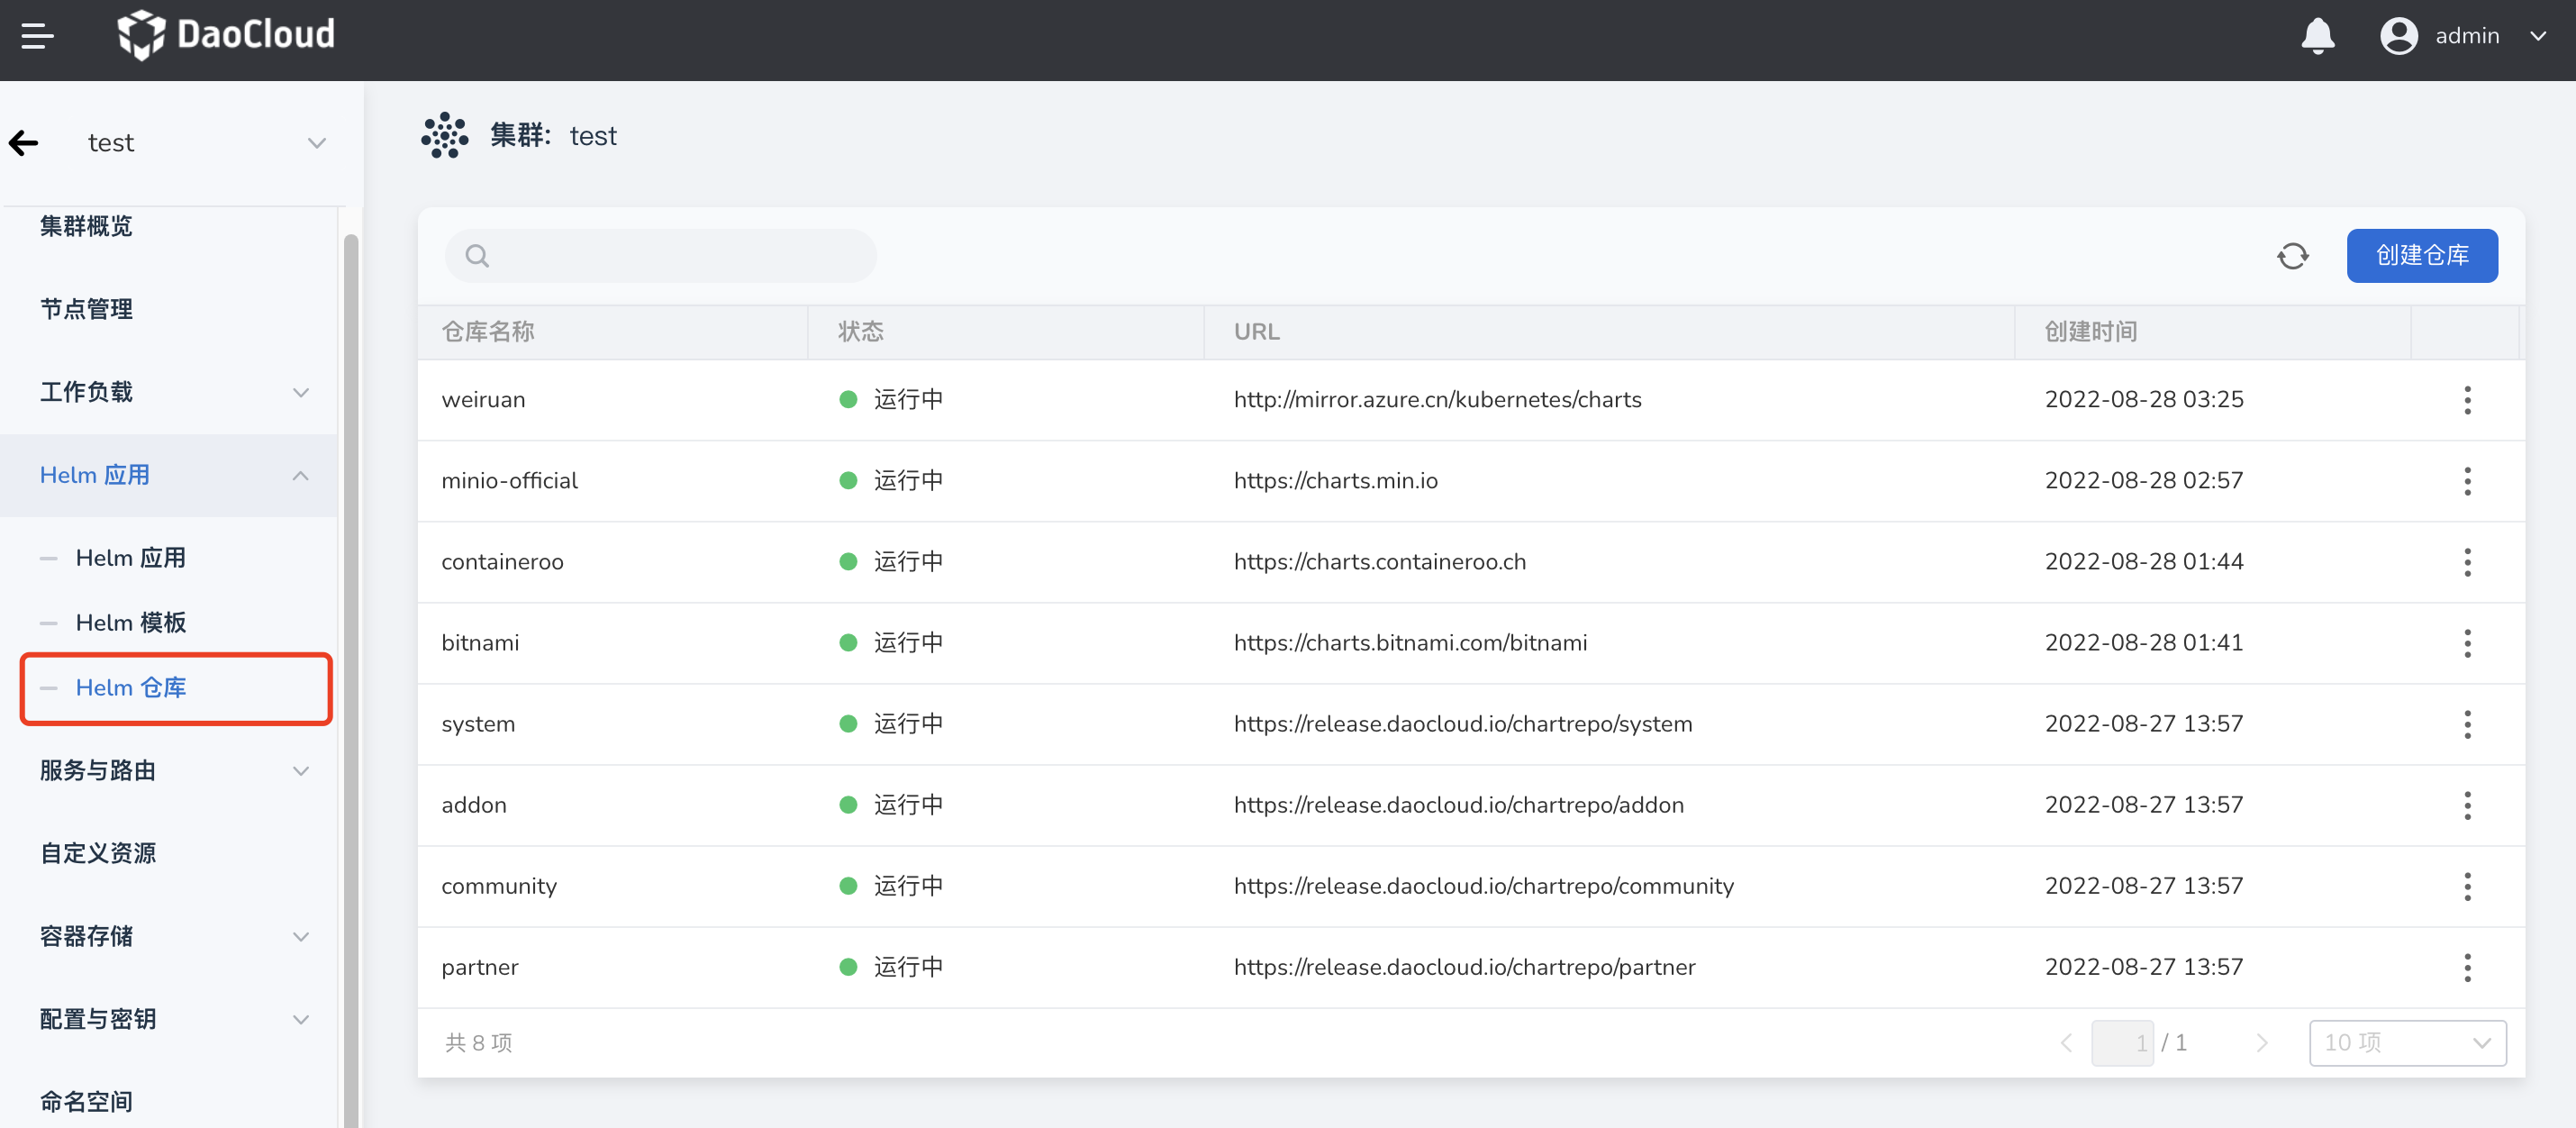 DaoCloud
admin
test
集群概览
节点管理
工作负载
Helm 应用
Helm 应用
Helm 模板
Helm 仓库
服务与路由
自定义资源
容器存储
配置与密钥
命名空间
集群: test
创建仓库
仓库名称 状态 URL 创建时间
weiruan 运行中 http://mirror.azure.cn/kubernetes/charts 2022-08-28 03:25
minio-official 运行中 https://charts.min.io 2022-08-28 02:57
containeroo 运行中 https://charts.containeroo.ch 2022-08-28 01:44
bitnami 运行中 https://charts.bitnami.com/bitnami 2022-08-28 01:41
system 运行中 https://release.daocloud.io/chartrepo/system 2022-08-27 13:57
addon 运行中 https://release.daocloud.io/chartrepo/addon 2022-08-27 13:57
community 运行中 https://release.daocloud.io/chartrepo/community 2022-08-27 13:57
partner 运行中 https://release.daocloud.io/chartrepo/partner 2022-08-27 13:57
共 8 项 1 / 1 10 项